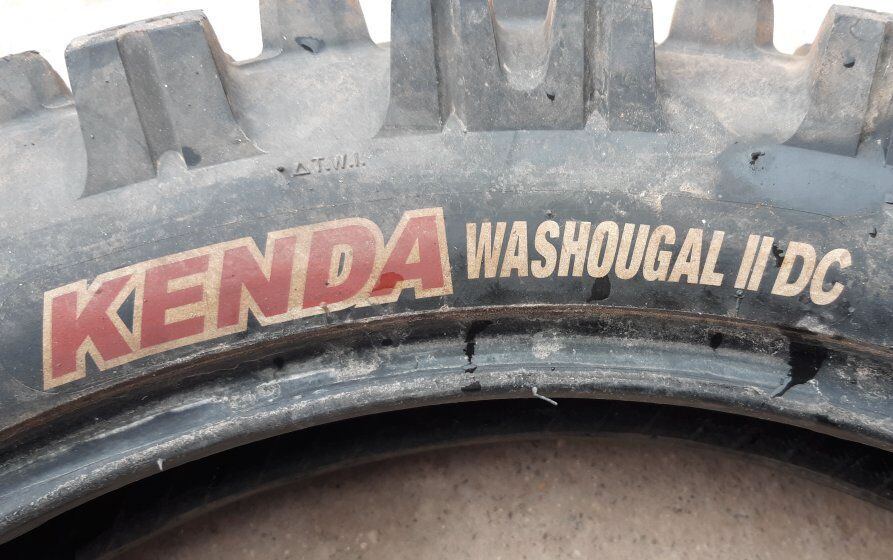 △T.W.I.
KENDA WASHOUGAL II DC